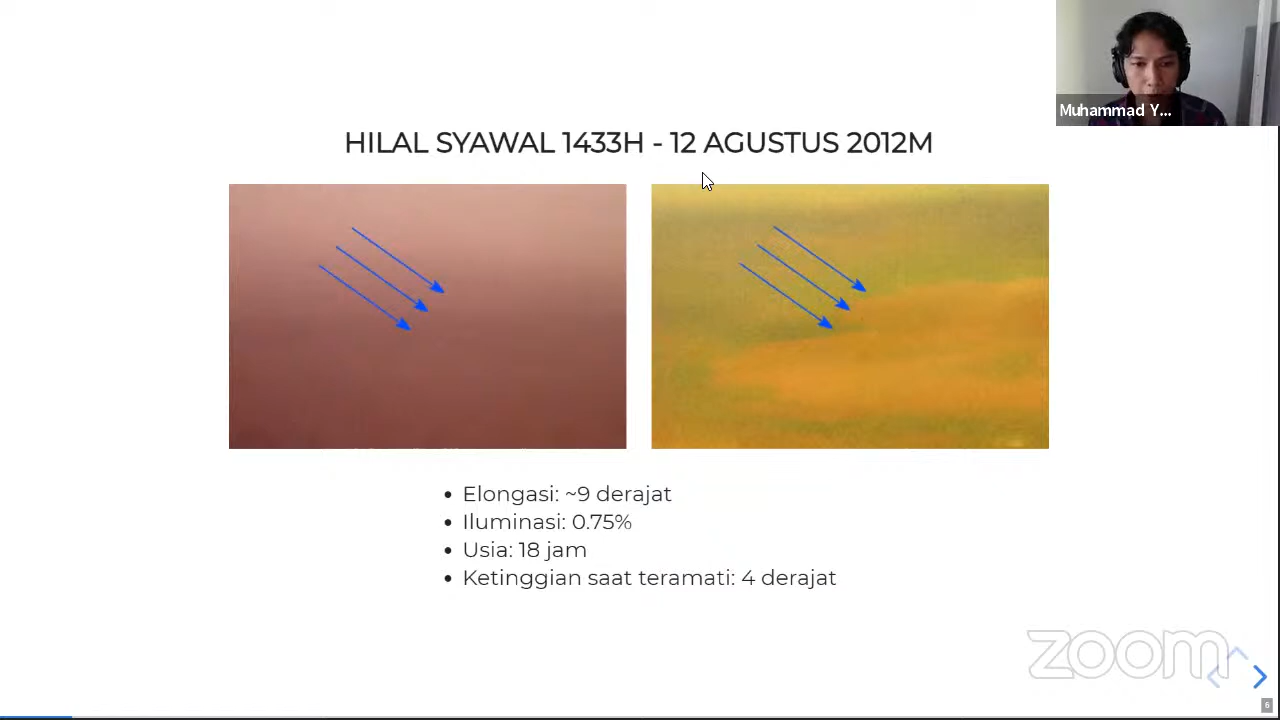 Muhammad Y...
HILAL SYAWAL 1433H - 12 AGUSTUS 2012M
• Elongasi: ~9 derajat
• Iluminasi: 0.75%
• Usia: 18 jam
• Ketinggian saat teramati: 4 derajat
zoom
6